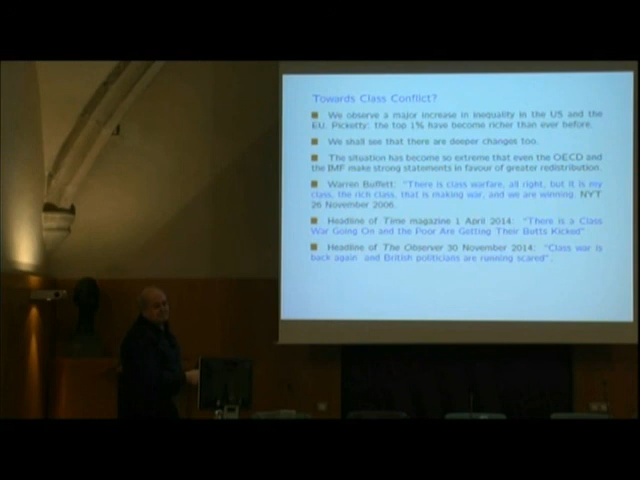 Towards Class Conflict?
We observe a major increase in inequality in the US and the
EU. Picketty: the top 1% have become richer than ever before.
We shall see that there are deeper changes too.
The situation has become so extreme that even the OECD and
the IMF make strong statements in favour of greater redistribution.
Warren Buffett: "There is class warfare, all right, but it is my
class, the rich class, that is making war, and we are winning. NYT
26 November 2006.
Headline of Time magazine 1 April 2014: "There is a Class
War Going On and the Poor Are Getting Their Butts Kicked"
Headline of The Observer 30 November 2014: "Class war is
back again and British politicians are running scared".